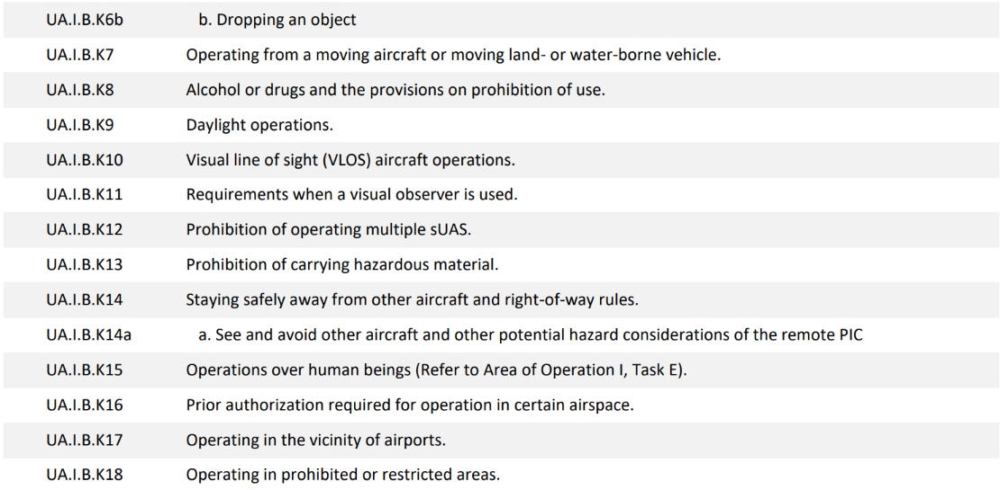 UA.I.B.K6b b. Dropping an object
UA.I.B.K7 Operating from a moving aircraft or moving land- or water-borne vehicle.
UA.I.B.K8 Alcohol or drugs and the provisions on prohibition of use.
UA.I.B.K9 Daylight operations.
UA.I.B.K10 Visual line of sight (VLOS) aircraft operations.
UA.I.B.K11 Requirements when a visual observer is used.
UA.I.B.K12 Prohibition of operating multiple sUAS.
UA.I.B.K13 Prohibition of carrying hazardous material.
UA.I.B.K14 Staying safely away from other aircraft and right-of-way rules.
UA.I.B.K14a a. See and avoid other aircraft and other potential hazard considerations of the remote PIC
UA.I.B.K15 Operations over human beings (Refer to Area of Operation I, Task E).
UA.I.B.K16 Prior authorization required for operation in certain airspace.
UA.I.B.K17 Operating in the vicinity of airports.
UA.I.B.K18 Operating in prohibited or restricted areas.